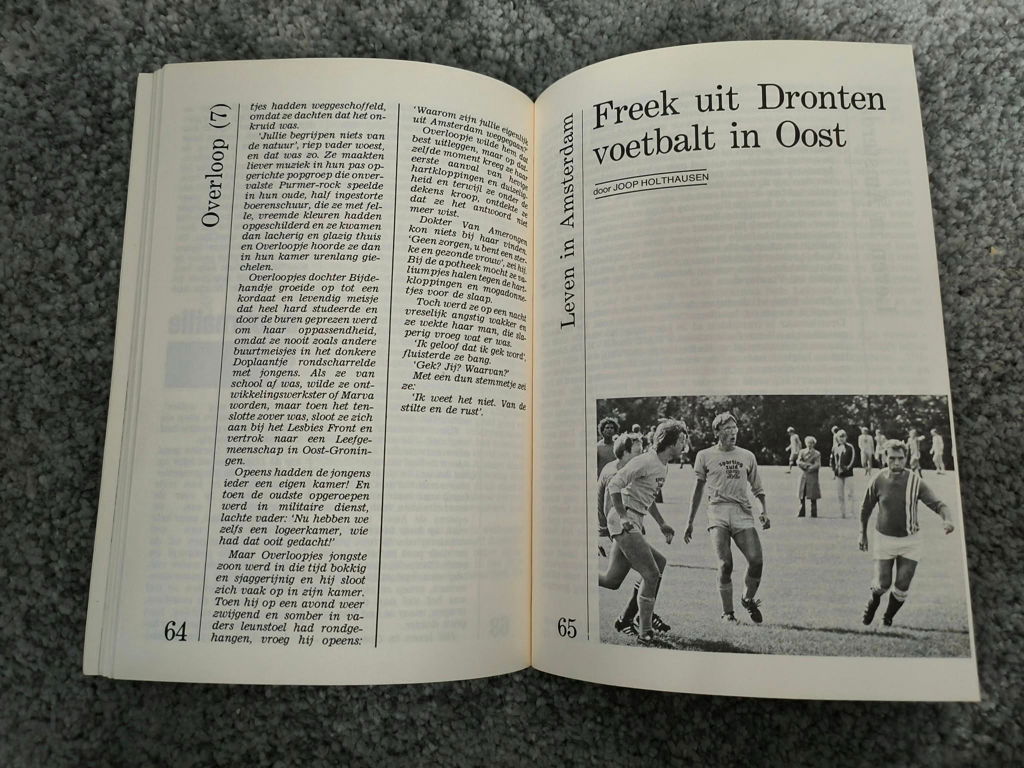 Overloop (7)
tjes hadden weggeschoffeld,
omdat ze dachten dat het on-
kruid was.
'Jullie begrijpen niets van
de natuur', riep vader woest,
en dat was zo. Ze maakten
liever muziek in hun pas op-
gerichte popgroep die onver-
valste Purmer-rock speelde
in hun oude, half ingestorte
boerenschuur, die ze met fel-
le, vreemde kleuren hadden
opgeschilderd en ze kwamen
dan lacherig en glazig thuis
en Overloopje hoorde ze dan
in hun kamer urenlang gie-
chelen.
Overloopjes dochter Bijde-
handje groeide op tot een
kordaat en levendig meisje
dat heel hard studeerde en
door de buren geprezen werd
om haar oppassendheid,
omdat ze nooit zoals andere
buurtmeisjes in het donkere
Doplaantje rondscharrelde
met jongens. Als ze van
school af was, wilde ze ont-
wikkelingswerkster of Marva
worden, maar toen het ten-
slotte zover was, sloot ze zich
aan bij het Lesbies Front en
vertrok naar een Leefge-
meenschap in Oost-Gronin-
gen.
Opeens hadden de jongens
ieder een eigen kamer! En
toen de oudste opgeroepen
werd in militaire dienst,
lachte vader: 'Nu hebben we
zelfs een logeerkamer, wie
had dat ooit gedacht!'
Maar Overloopjes jongste
zoon werd in die tijd bokkig
en sjaggerijnig en hij sloot
zich vaak op in zijn kamer.
Toen hij op een avond weer
zwijgend en somber in va-
ders leunstoel had rondge-
hangen, vroeg hij opeens:
'Waarom zijn jullie eigenlijk
uit Amsterdam weggegaan?'
Overloopje wilde hem dat
best uitleggen, maar op dat-
zelfde moment kreeg ze haar
eerste aanval van hevige
hartkloppingen en duizelig-
heid en terwijl ze onder de
dekens kroop, ontdekte ze
dat ze het antwoord niet
meer wist.
Dokter Van Amerongen
kon niets bij haar vinden.
'Geen zorgen, u bent een ster-
ke en gezonde vrouw', zei hij.
Bij de apotheek mocht ze va-
liumpjes halen tegen de hart-
kloppingen en mogadonne-
tjes voor de slaap.
Toch werd ze op een nacht
vreselijk angstig wakker en
ze wekte haar man, die sla-
perig vroeg wat er was.
'Ik geloof dat ik gek word',
fluisterde ze bang.
'Gek? Jij? Waarvan?'
Met een dun stemmetje zei
ze:
'Ik weet het niet. Van de
stilte en de rust'.
64
Leven in Amsterdam
Freek uit Dronten
voetbalt in Oost
door JOOP HOLTHAUSEN
sporting
zuid
65